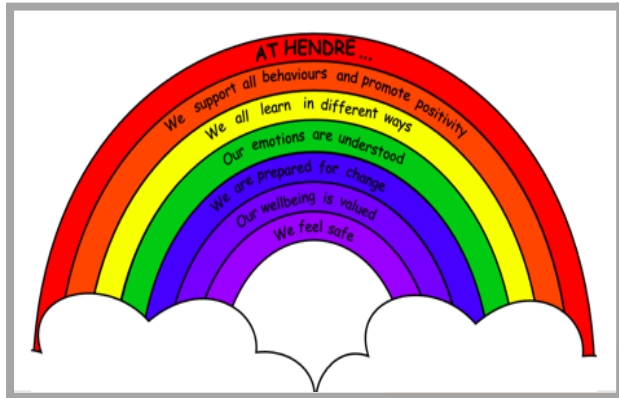 AT HENDRE...
We support all behaviours and promote positivity
We all learn in different ways
Our emotions are understood
We are prepared for change
Our wellbeing is valued
We feel safe